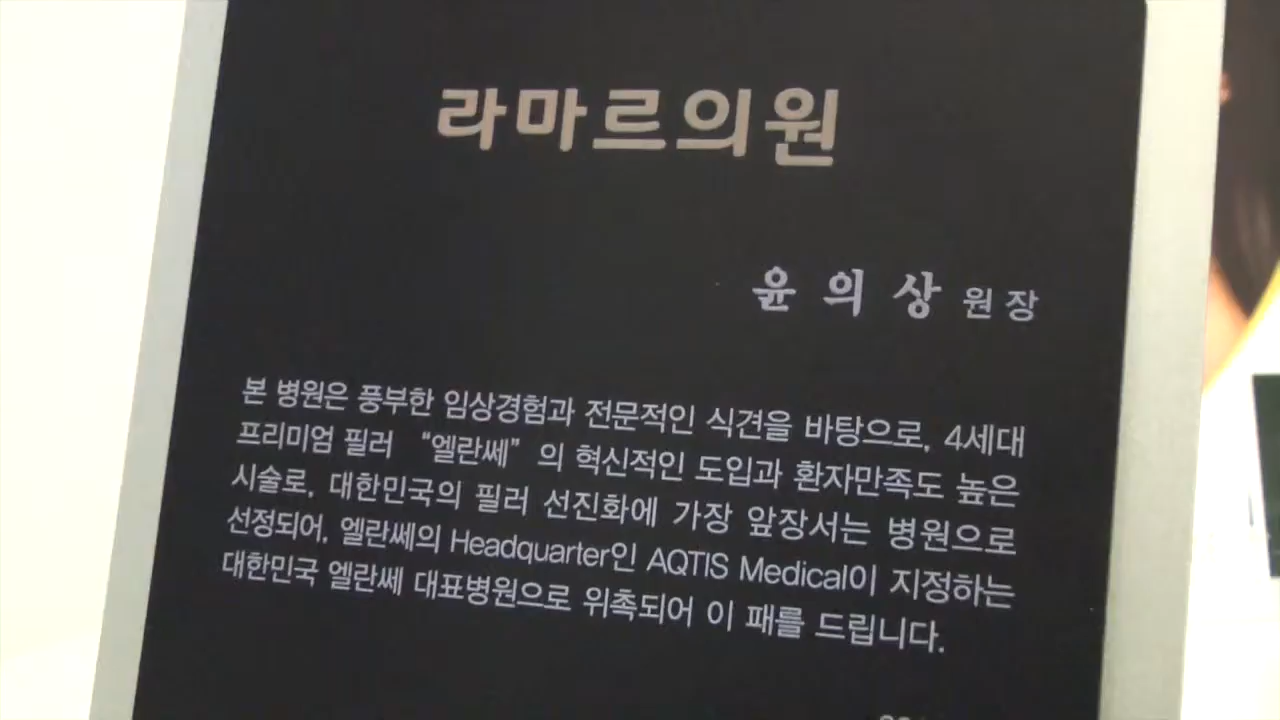 라마르의원
윤 의 상 원 장
본 병원은 풍부한 임상경험과 전문적인 식견을 바탕으로, 4세대
프리미엄 필러 “엘란쎄” 의 혁신적인 도입과 환자만족도 높은
시술로, 대한민국의 필러 선진화에 가장 앞장서는 병원으로
선정되어, 엘란쎄의 Headquarter인 AQTIS Medical이 지정하는
대한민국 엘란쎄 대표병원으로 위촉되어 이 패를 드립니다.